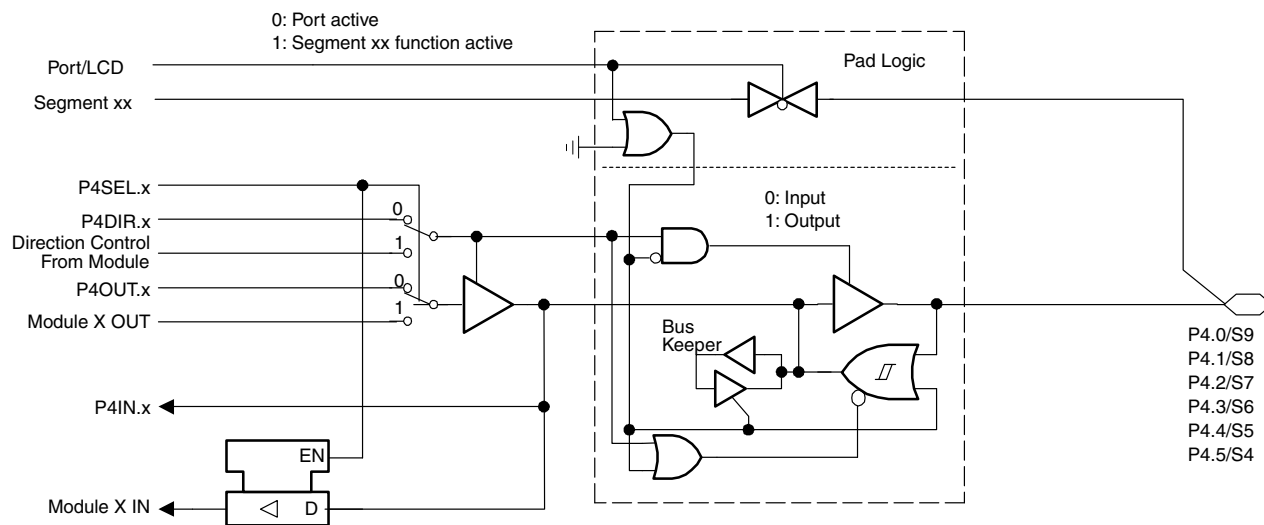 0: Port active
1: Segment xx function active
Port/LCD
Segment xx
Pad Logic
P4SEL.x
P4DIR.x
0
Direction Control
From Module
1
P4OUT.x
0
1
Module X OUT
0: Input
1: Output
Bus
Keeper
P4IN.x
EN
Module X IN
D
P4.0/S9
P4.1/S8
P4.2/S7
P4.3/S6
P4.4/S5
P4.5/S4